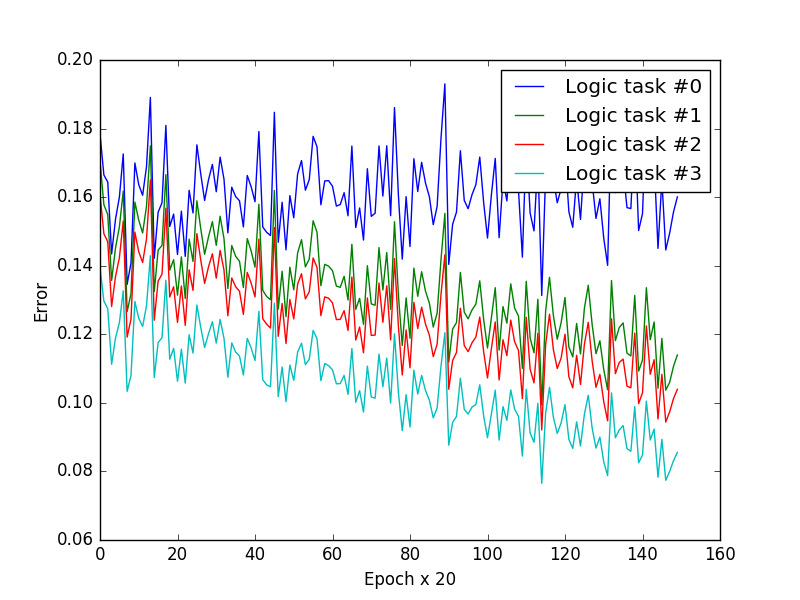 0.20
0.18
0.16
0.14
0.12
0.10
0.08
0.06
Error
Logic task #0
Logic task #1
Logic task #2
Logic task #3
0 20 40 60 80 100 120 140 160
Epoch x 20